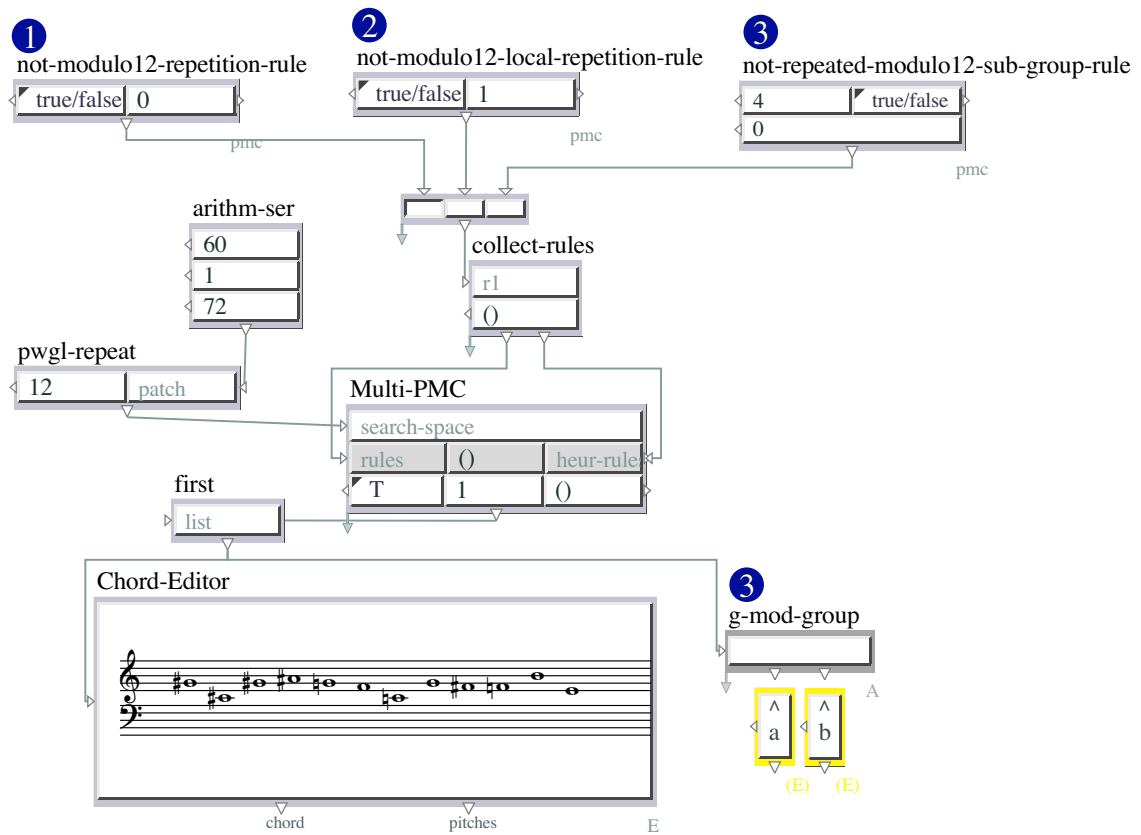 1
2
3
not-modulo12-repetition-rule
not-modulo12-local-repetition-rule
not-repeated-modulo12-sub-group-rule
true/false 0
true/false 1
4 true/false
0
pmc
pmc
pmc
arithm-ser
60
1
72
collect-rules
r1
()
pwgl-repeat
12 patch
Multi-PMC
search-space
rules () heur-rule
T 1 ()
first
list
Chord-Editor
3
g-mod-group
A
^ ^
a b
(E) (E)
chord pitches E